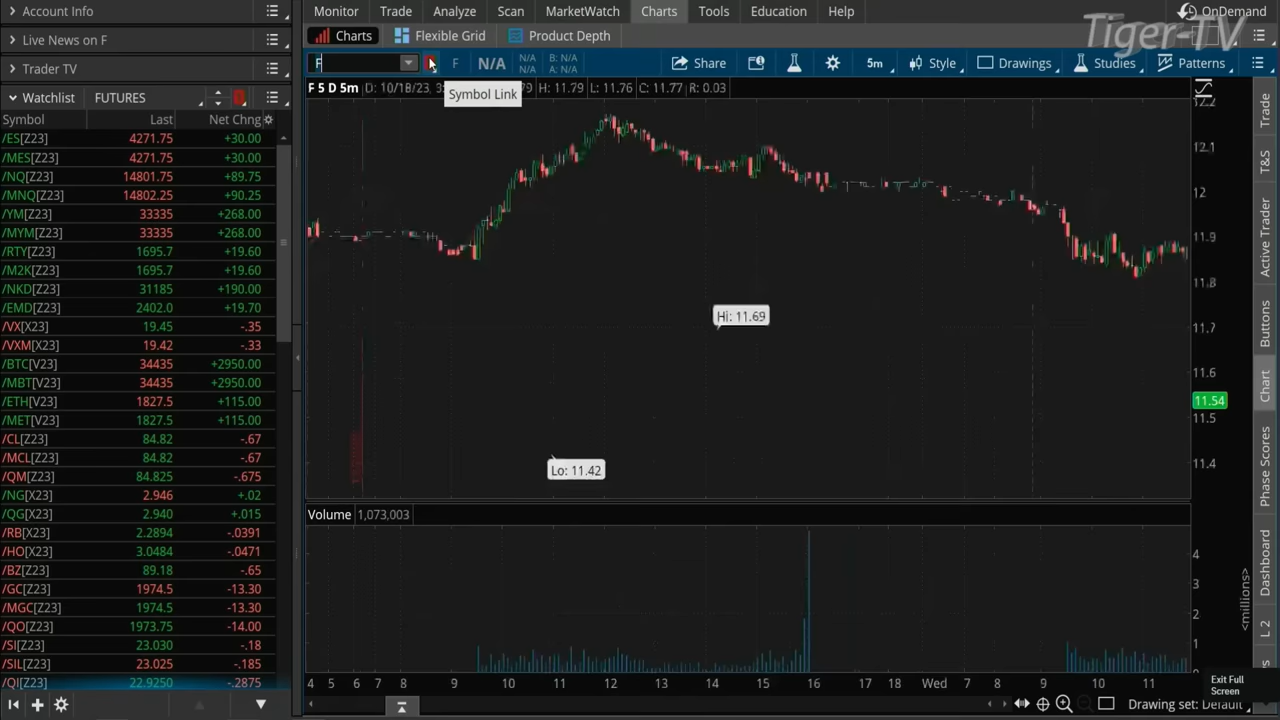 Account Info
Live News on F
Trader TV
Watchlist FUTURES
Symbol Last Net Chng
/ES[Z23] 4271.75 +30.00
/MES[Z23] 4271.75 +30.00
/NQ[Z23] 14801.75 +89.75
/MNQ[Z23] 14802.25 +90.25
/YM[Z23] 33335 +268.00
/MYM[Z23] 33335 +268.00
/RTY[Z23] 1695.7 +19.60
/M2K[Z23] 1695.7 +19.60
/NKD[Z23] 31185 +190.00
/EMD[Z23] 2402.0 +19.70
/VX[X23] 19.45 -.35
/VXM[X23] 19.42 -.33
/BTC[V23] 34435 +2950.00
/MBT[V23] 34435 +2950.00
/ETH[V23] 1827.5 +115.00
/MET[V23] 1827.5 +115.00
/CL[Z23] 84.82 -.67
/MCL[Z23] 84.82 -.67
/QM[Z23] 84.825 -.675
/NG[X23] 2.946 +.02
/QG[X23] 2.940 +.015
/RB[X23] 2.2894 -.0391
/HO[X23] 3.0484 -.0471
/BZ[Z23] 89.18 -.65
/GC[Z23] 1974.5 -13.30
/MGC[Z23] 1974.5 -13.30
/QO[Z23] 1973.75 -14.00
/SI[Z23] 23.030 -.18
/SIL[Z23] 23.025 -.185
/QI[Z23] 22.9250 -.2875
Monitor Trade Analyze Scan MarketWatch Charts Tools Education Help OnDemand
Tiger-TV
Charts Flexible Grid Product Depth
F F N/A N/A N/A B: N/A A: N/A Share 5m Style Drawings Studies Patterns
Symbol Link
F 5 D 5m D: 10/18/23, 79 H: 11.79 L: 11.76 C: 11.77 R: 0.03
12.2
12.1
12
11.9
11.8
11.7
11.6
11.54
11.5
11.4
Hi: 11.69
Lo: 11.42
Volume 1,073,003
4
3
2
1
<millions>
4 5 6 7 8 9 10 11 12 13 14 15 16 17 18 Wed 7 8 9 10 11
Drawing set: Default
Trade
T&S
Active Trader
Buttons
Chart
Phase Scores
Dashboard
L 2
Exit Full
Screen